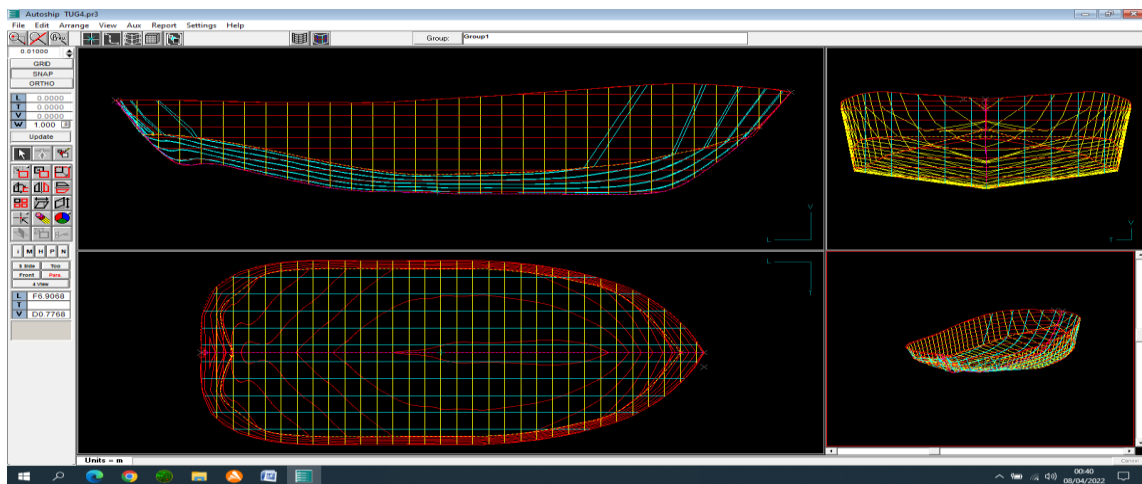 Autoship TUG4.pr3
File Edit Arrange View Aux Report Settings Help
Group: Group1
0.01000
GRID
SNAP
ORTHO
L 0.0000
T 0.0000
V 0.0000
W 1.000
Update
i M H P N
Side Top
Front Para.
4 View
L F6.9068
T
V D0.7768
V
L
V
T
L
T
Units = m
00:40
08/04/2022